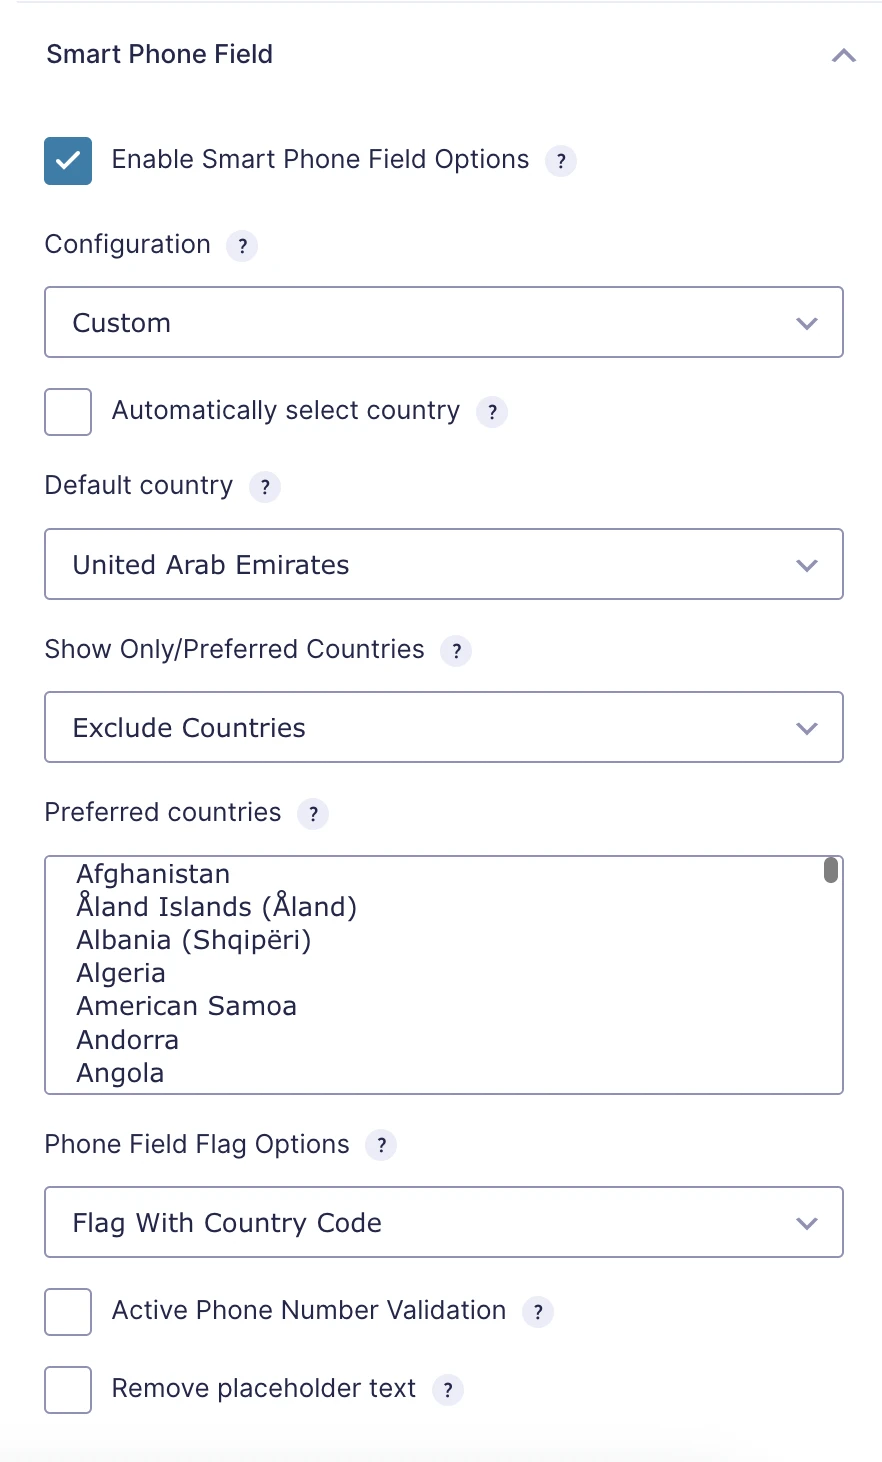 Smart Phone Field
Enable Smart Phone Field Options ?
Configuration ?
Custom
Automatically select country ?
Default country ?
United Arab Emirates
Show Only/Preferred Countries ?
Exclude Countries
Preferred countries ?
Afghanistan
Åland Islands (Åland)
Albania (Shqipëri)
Algeria
American Samoa
Andorra
Angola
Phone Field Flag Options ?
Flag With Country Code
Active Phone Number Validation ?
Remove placeholder text ?